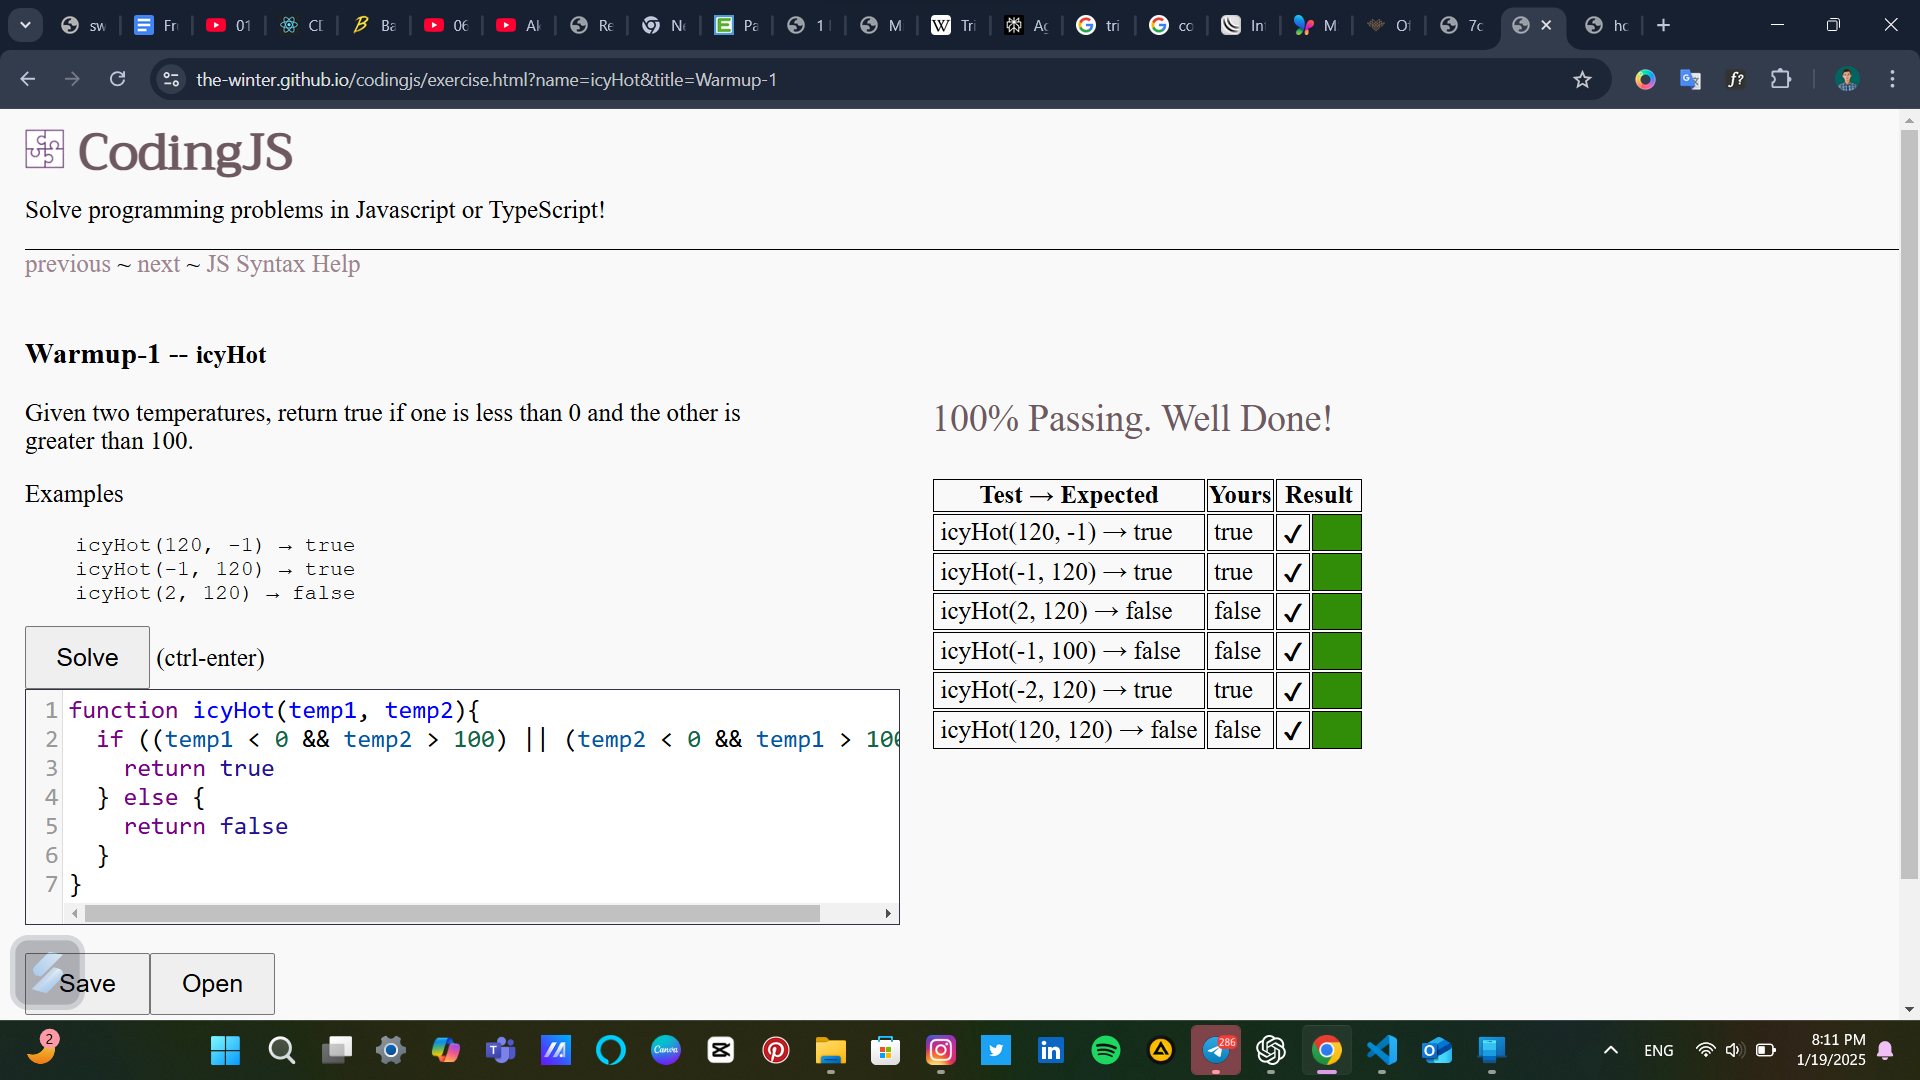 sw
Fr
01
CI
Ba
06
Ak
Re
Ne
Pa
1
M
Tri
Ag
tri
co
In
M
Of
7c
hc
the-winter.github.io/codingjs/exercise.html?name=icyHot&title=Warmup-1
CodingJS
Solve programming problems in Javascript or TypeScript!
previous ~ next ~ JS Syntax Help
Warmup-1 -- icyHot
Given two temperatures, return true if one is less than 0 and the other is
greater than 100.
Examples
icyHot(120, -1) → true
icyHot(-1, 120) → true
icyHot(2, 120) → false
Solve (ctrl-enter)
1 function icyHot(temp1, temp2){
2 if ((temp1 < 0 && temp2 > 100) || (temp2 < 0 && temp1 > 100
3 return true
4 } else {
5 return false
6 }
7 }
Save Open
100% Passing. Well Done!
Test → Expected Yours Result
icyHot(120, -1) → true true ✔
icyHot(-1, 120) → true true ✔
icyHot(2, 120) → false false ✔
icyHot(-1, 100) → false false ✔
icyHot(-2, 120) → true true ✔
icyHot(120, 120) → false false ✔
2
Canva
286
ENG
8:11 PM
1/19/2025